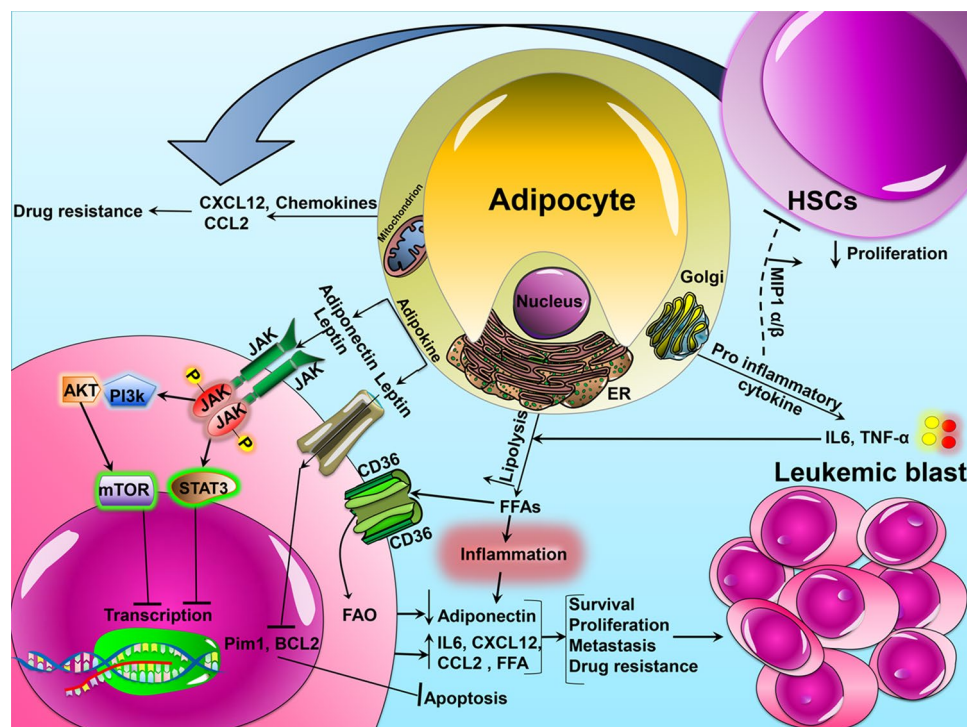 Adipocyte
HSCs
Proliferation
MIP1 α/β
Mitochondrion
Nucleus
Golgi
ER
CXCL12, Chemokines
CCL2
Drug resistance
Adipokine
Adiponectin
Leptin
Leptin
Pro inflammatory
cytokine
IL6, TNF-α
Lipolysis
FFAs
Inflammation
JAK
JAK
JAK
JAK
P
P
AKT
PI3k
mTOR
STAT3
CD36
CD36
Transcription
Pim1, BCL2
FAO
Adiponectin
IL6, CXCL12,
CCL2 , FFA
Apoptosis
Survival
Proliferation
Metastasis
Drug resistance
Leukemic blast